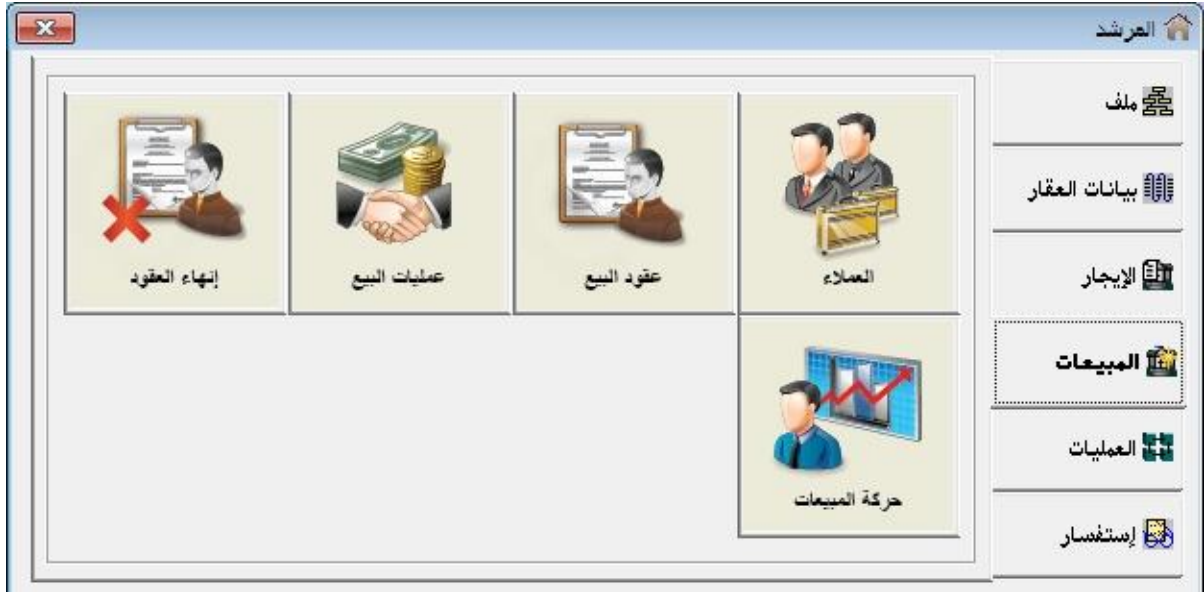 المرشد
ملف
بيانات العقار
الإيجار
المبيعات
العمليات
إستفسار
العملاء
عقود البيع
عمليات البيع
إنهاء العقود
حركة المبيعات